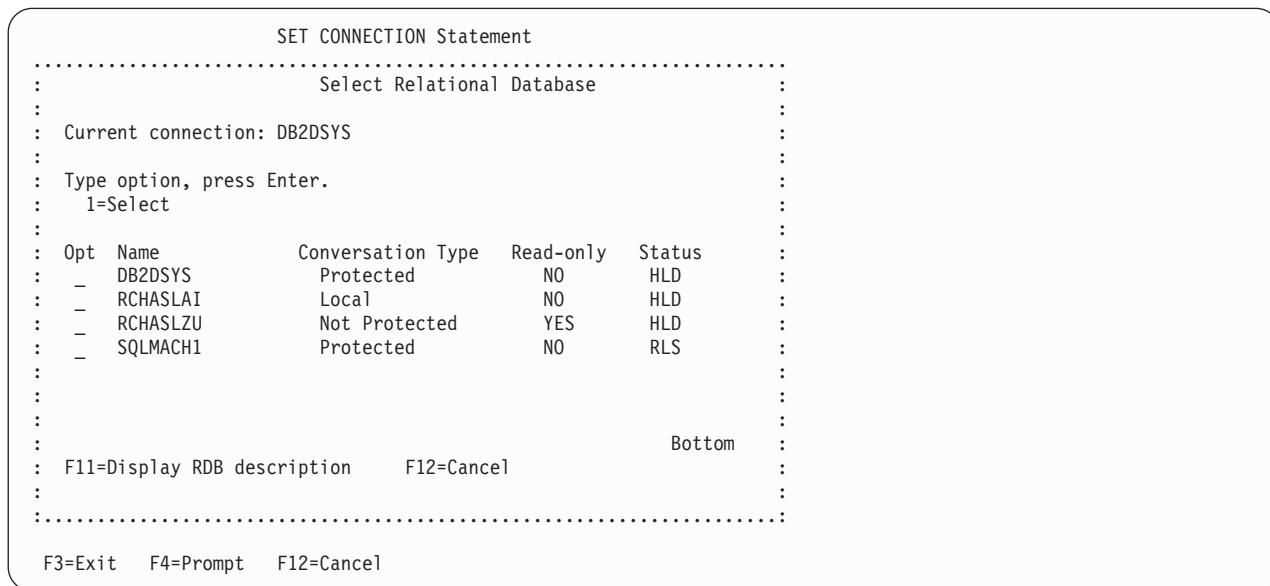 SET CONNECTION Statement
........................................................................
: Select Relational Database :
: :
: Current connection: DB2DSYS :
: :
: Type option, press Enter. :
: 1=Select :
: :
: Opt Name Conversation Type Read-only Status :
: _ DB2DSYS Protected NO HLD :
: _ RCHASLAI Local NO HLD :
: _ RCHASLZU Not Protected YES HLD :
: _ SQLMACH1 Protected NO RLS :
: :
: :
: :
: Bottom :
: F11=Display RDB description F12=Cancel :
: :
:......................................................................:
F3=Exit F4=Prompt F12=Cancel